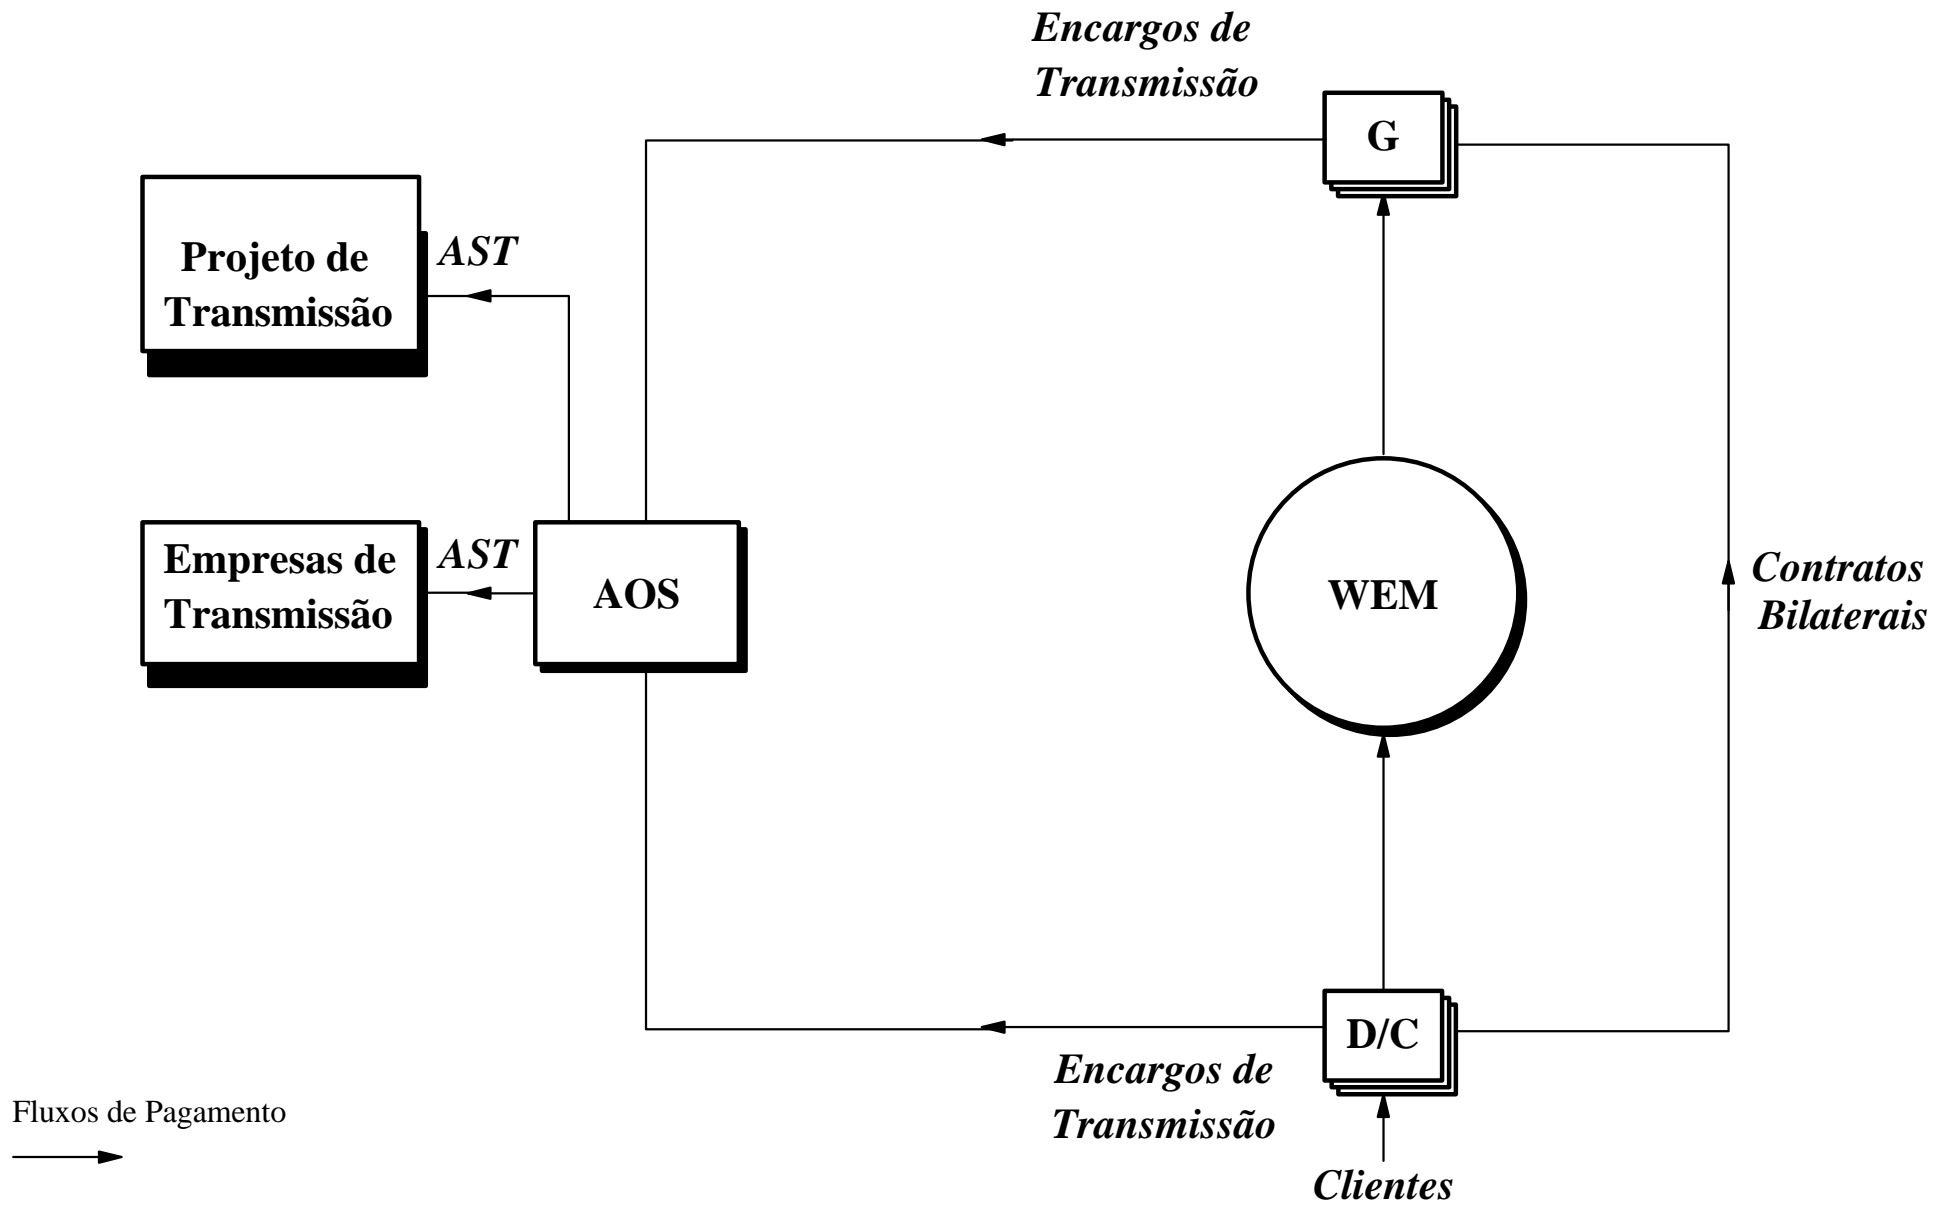 Encargos de
Transmissão
G
Projeto de
Transmissão
AST
Empresas de
Transmissão
AST
AOS
WEM
Contratos
Bilaterais
D/C
Encargos de
Transmissão
Clientes
Fluxos de Pagamento